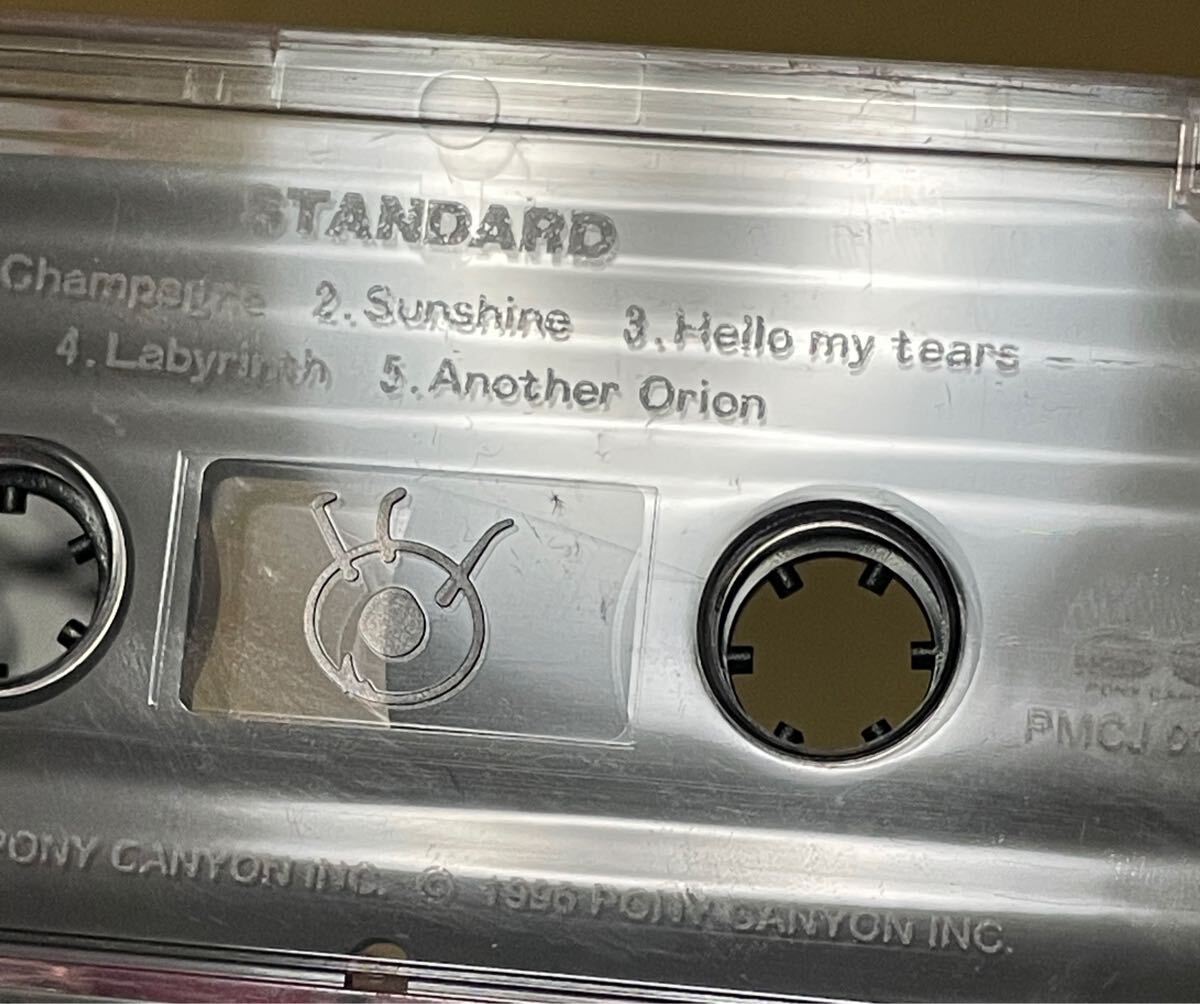 STANDARD
Champagne 2.Sunshine 3.Hello my tears
4.Labyrinth 5.Another Orion
PMCJ
PONY CANYON INC. © 1996 PONY CANYON INC.